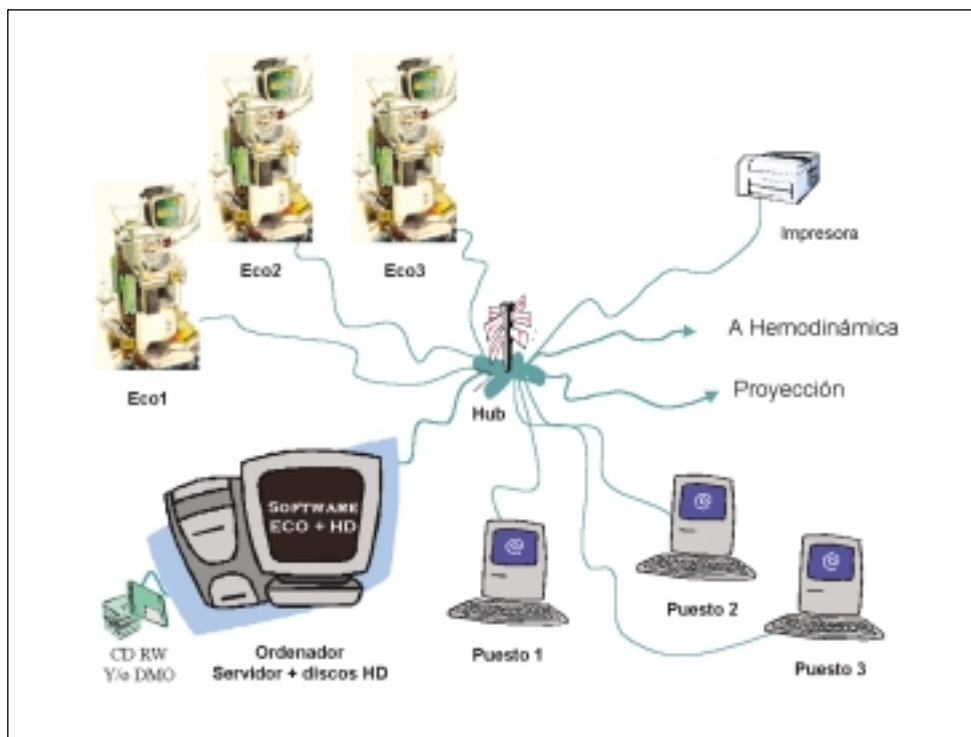 Eco2
Eco3
Impresora
A Hemodinámica
Eco1
Proyección
Hub
SOFTWARE
ECO + HD
Puesto 2
CD RW
Y/o DMO
Ordenador
Servidor + discos HD
Puesto 1
Puesto 3